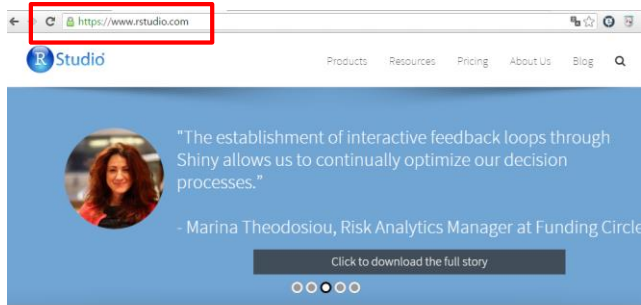 https://www.rstudio.com
R Studio
Products Resources Pricing About Us Blog
"The establishment of interactive feedback loops through
Shiny allows us to continually optimize our decision
processes."
- Marina Theodosiou, Risk Analytics Manager at Funding Circle
Click to download the full story